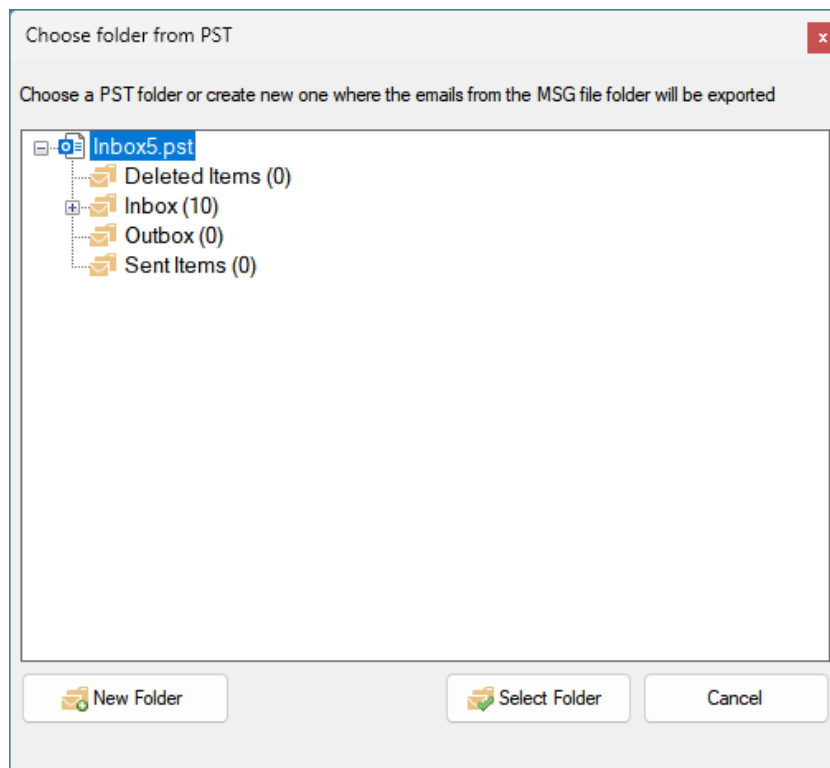 Choose folder from PST
x
Choose a PST folder or create new one where the emails from the MSG file folder will be exported
Inbox5.pst
Deleted Items (0)
Inbox (10)
Outbox (0)
Sent Items (0)
New Folder
Select Folder
Cancel